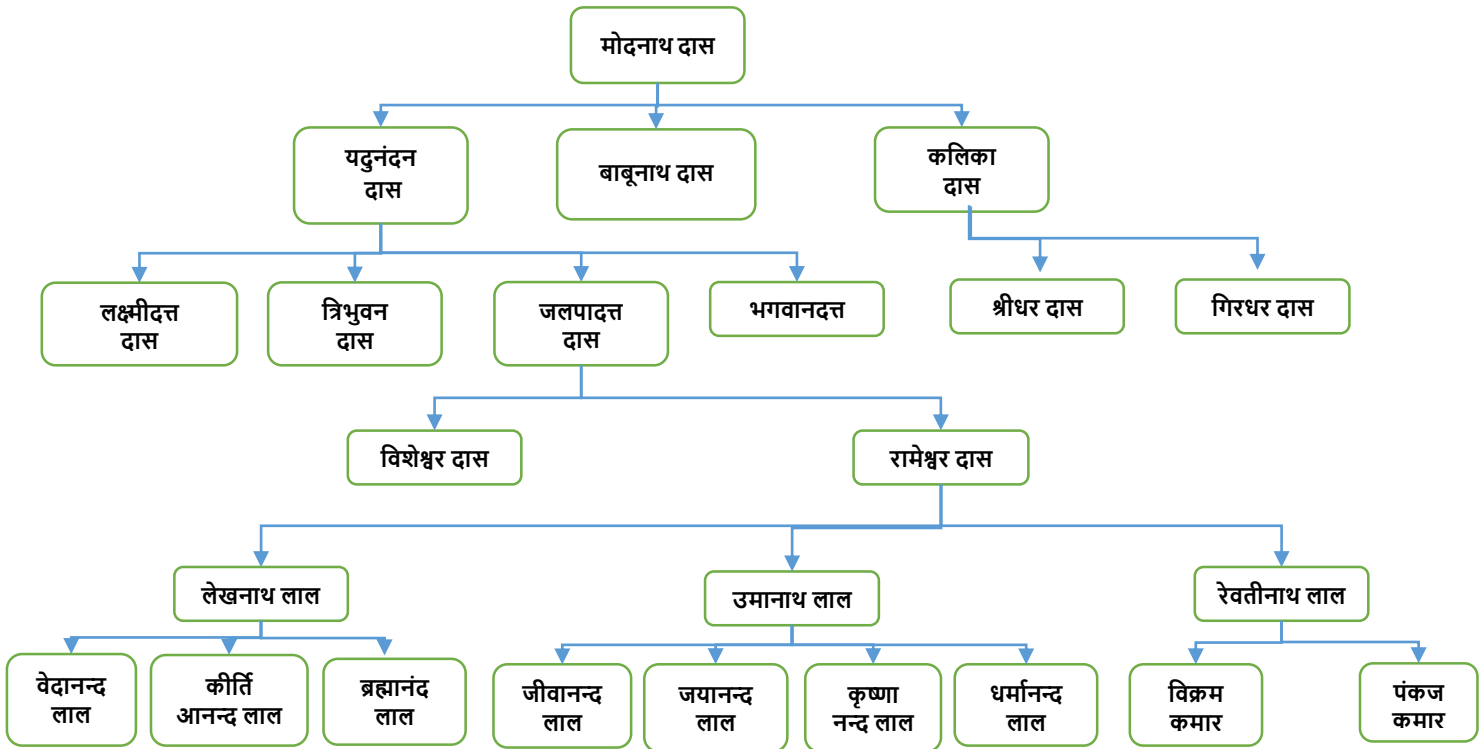 मोदनाथ दास
यदुनंदन
दास
बाबूनाथ दास
कलिका
दास
लक्ष्मीदत्त
दास
त्रिभुवन
दास
जलपादत्त
दास
भगवानदत्त
श्रीधर दास
गिरधर दास
विशेश्वर दास
रामेश्वर दास
लेखनाथ लाल
उमानाथ लाल
रेवतीनाथ लाल
वेदानन्द
लाल
कीर्ति
आनन्द लाल
ब्रह्मानंद
लाल
जीवानन्द
लाल
जयानन्द
लाल
कृष्णा
नन्द लाल
धर्मानन्द
लाल
विक्रम
कमार
पंकज
कमार